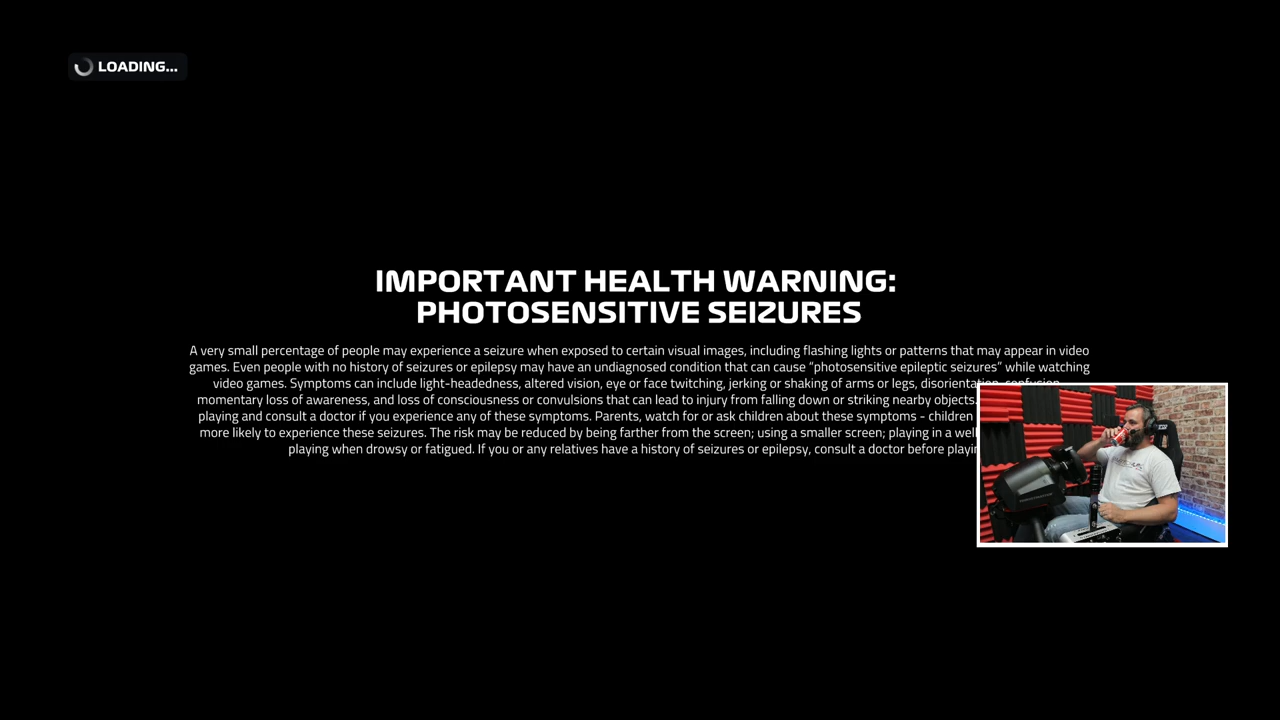 LOADING...
IMPORTANT HEALTH WARNING:
PHOTOSENSITIVE SEIZURES
A very small percentage of people may experience a seizure when exposed to certain visual images, including flashing lights or patterns that may appear in video
games. Even people with no history of seizures or epilepsy may have an undiagnosed condition that can cause “photosensitive epileptic seizures” while watching
video games. Symptoms can include light-headedness, altered vision, eye or face twitching, jerking or shaking of arms or legs, disorientation, confusion,
momentary loss of awareness, and loss of consciousness or convulsions that can lead to injury from falling down or striking nearby objects.
playing and consult a doctor if you experience any of these symptoms. Parents, watch for or ask children about these symptoms - children
more likely to experience these seizures. The risk may be reduced by being farther from the screen; using a smaller screen; playing in a well
playing when drowsy or fatigued. If you or any relatives have a history of seizures or epilepsy, consult a doctor before